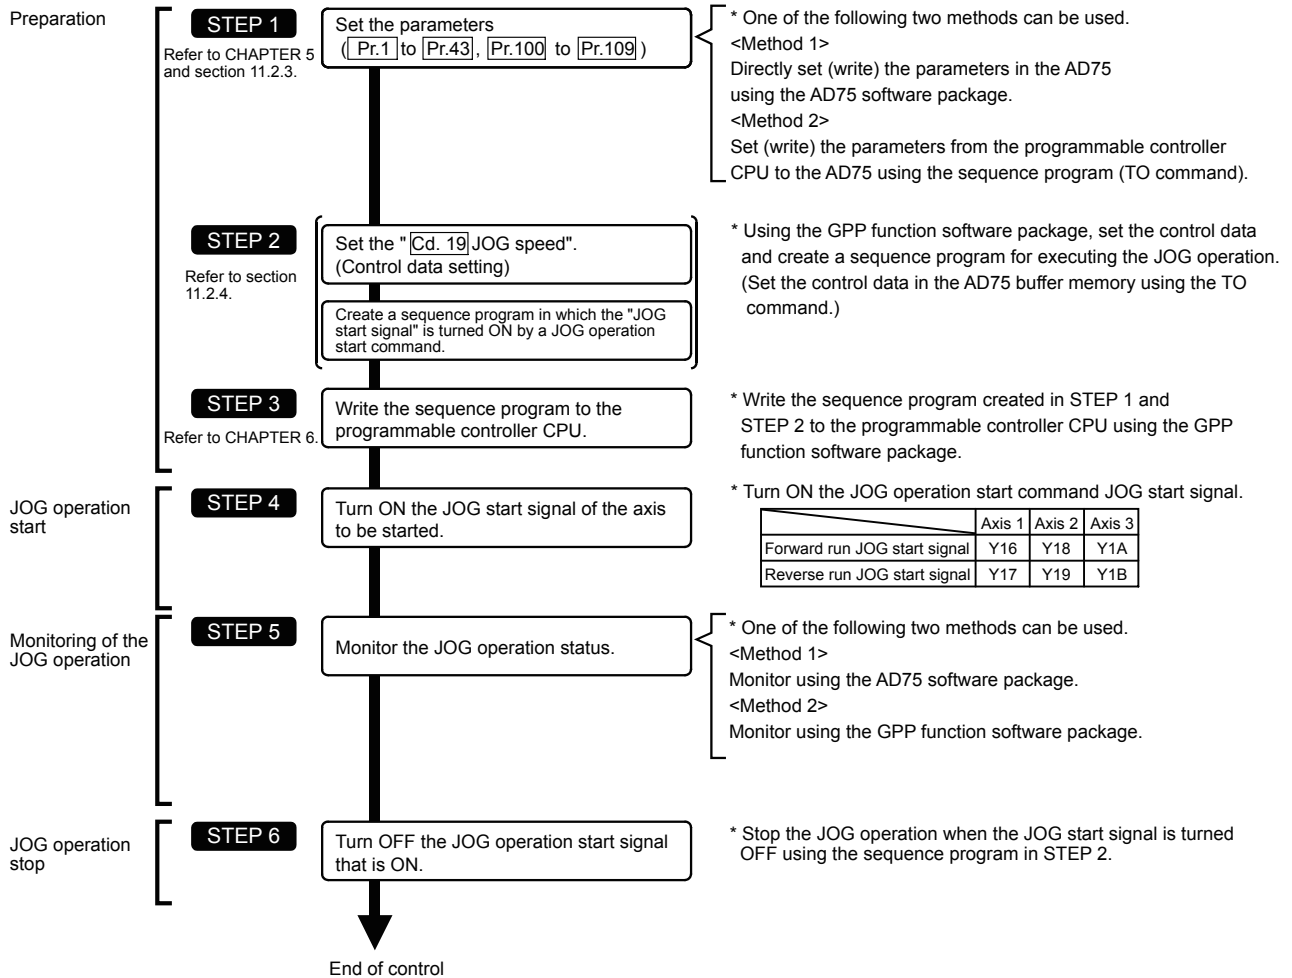 Preparation
STEP 1
Refer to CHAPTER 5
and section 11.2.3.
Set the parameters
( Pr.1 to Pr.43 , Pr.100 to Pr.109 )
* One of the following two methods can be used.
<Method 1>
Directly set (write) the parameters in the AD75
using the AD75 software package.
<Method 2>
Set (write) the parameters from the programmable controller
CPU to the AD75 using the sequence program (TO command).
STEP 2
Refer to section
11.2.4.
Set the " Cd. 19 JOG speed".
(Control data setting)
Create a sequence program in which the "JOG
start signal" is turned ON by a JOG operation
start command.
* Using the GPP function software package, set the control data
and create a sequence program for executing the JOG operation.
(Set the control data in the AD75 buffer memory using the TO
command.)
STEP 3
Refer to CHAPTER 6.
Write the sequence program to the
programmable controller CPU.
* Write the sequence program created in STEP 1 and
STEP 2 to the programmable controller CPU using the GPP
function software package.
JOG operation
start
STEP 4
Turn ON the JOG start signal of the axis
to be started.
* Turn ON the JOG operation start command JOG start signal.
Axis 1 Axis 2 Axis 3
Forward run JOG start signal Y16 Y18 Y1A
Reverse run JOG start signal Y17 Y19 Y1B
Monitoring of the
JOG operation
STEP 5
Monitor the JOG operation status.
* One of the following two methods can be used.
<Method 1>
Monitor using the AD75 software package.
<Method 2>
Monitor using the GPP function software package.
JOG operation
stop
STEP 6
Turn OFF the JOG operation start signal
that is ON.
* Stop the JOG operation when the JOG start signal is turned
OFF using the sequence program in STEP 2.
End of control